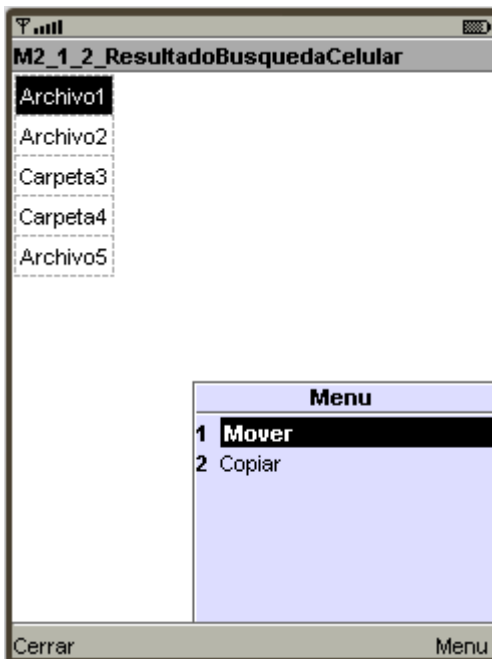 M2_1_2_ResultadoBusquedaCelular
Archivo1
Archivo2
Carpeta3
Carpeta4
Archivo5
Menu
1 Mover
2 Copiar
Cerrar Menu